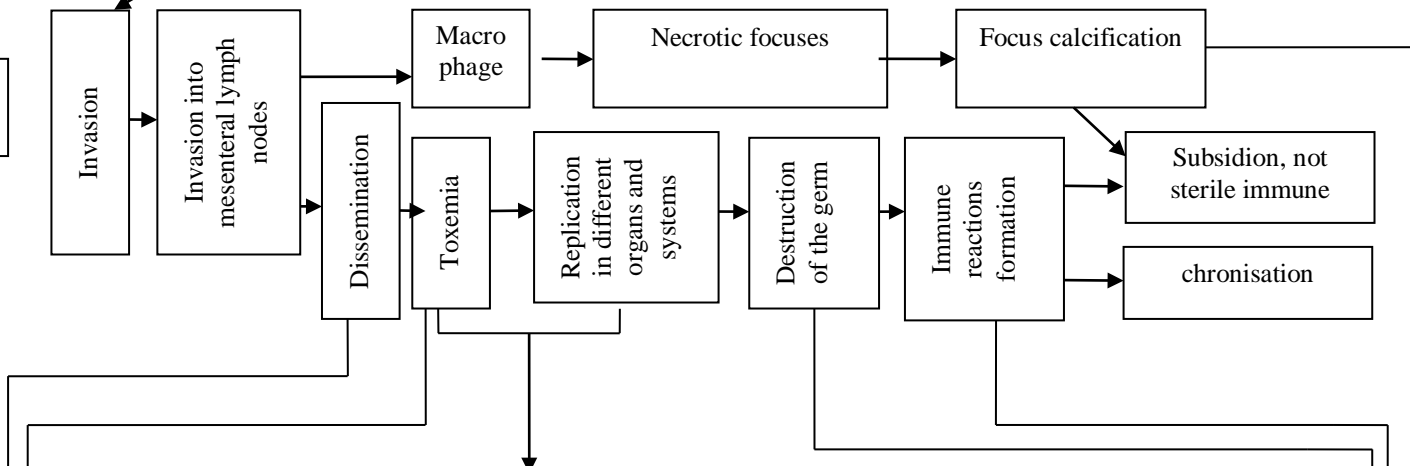 Invasion
Invasion into
mesenteral lymph
nodes
Macro
phage
Necrotic focuses
Focus calcification
Dissemination
Toxemia
Replication
in different
organs and
systems
Destruction
of the germ
Immune
reactions
formation
Subsidion, not
sterile immune
chronisation